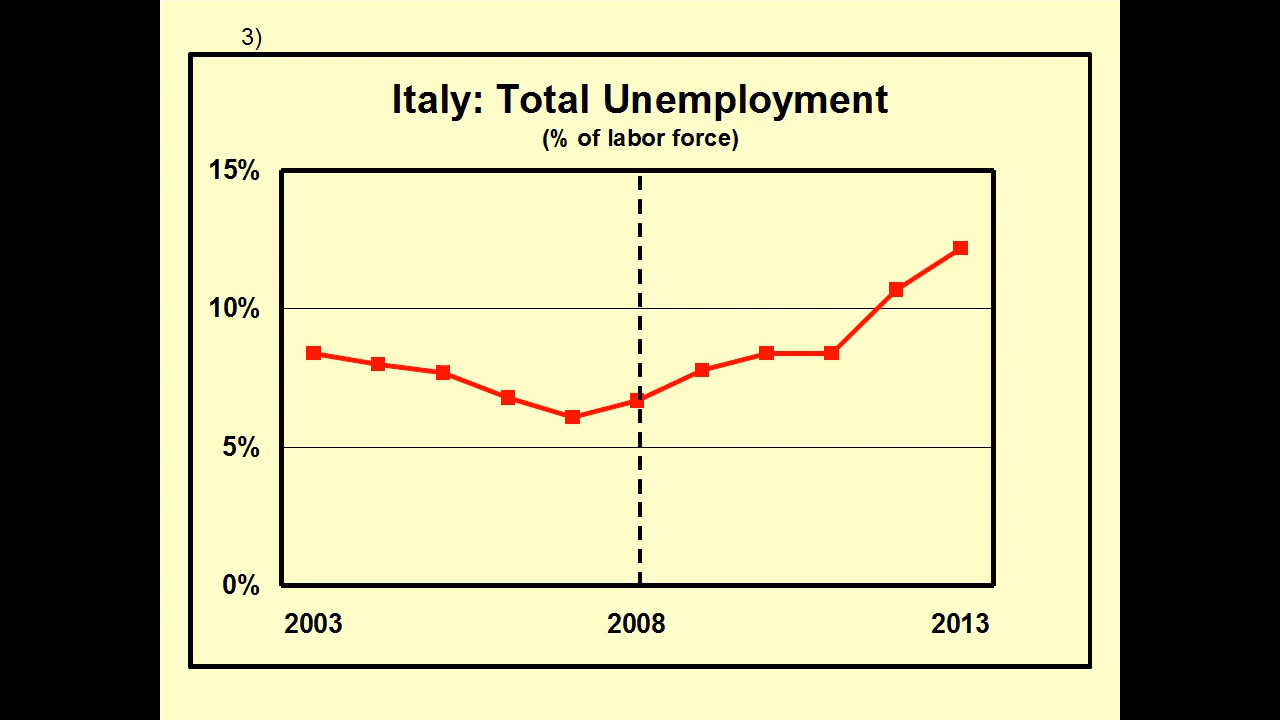 3)
Italy: Total Unemployment
(% of labor force)
15%
10%
5%
0%
2003 2008 2013